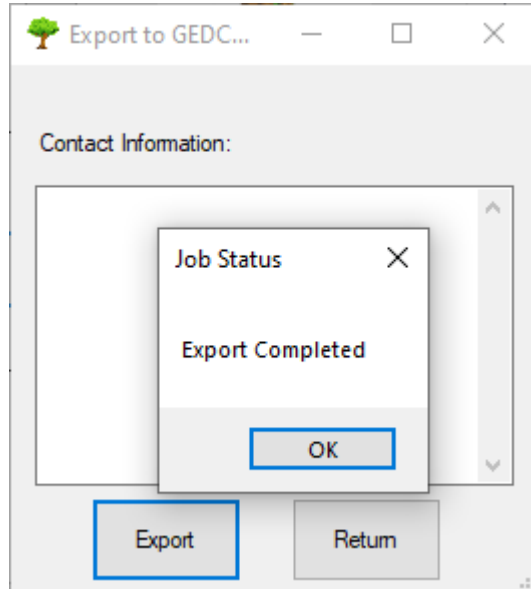 Export to GEDC...
Contact Information:
Job Status
Export Completed
OK
Export
Return